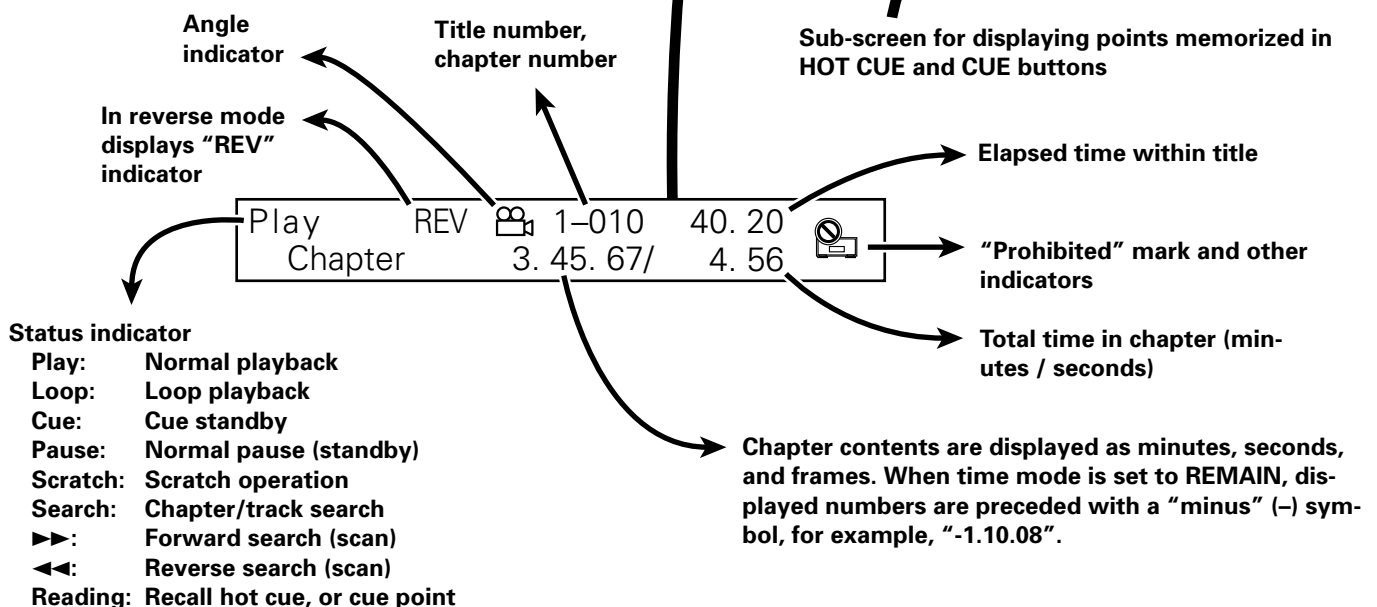 Angle
indicator
Title number,
chapter number
Sub-screen for displaying points memorized in
HOT CUE and CUE buttons
In reverse mode
displays “REV”
indicator
Elapsed time within title
Play REV 1–010 40. 20
Chapter 3. 45. 67/ 4. 56
“Prohibited” mark and other
indicators
Total time in chapter (min-
utes / seconds)
Status indicator
Play: Normal playback
Loop: Loop playback
Cue: Cue standby
Pause: Normal pause (standby)
Scratch: Scratch operation
Search: Chapter/track search
►►: Forward search (scan)
◄◄: Reverse search (scan)
Reading: Recall hot cue, or cue point
Chapter contents are displayed as minutes, seconds,
and frames. When time mode is set to REMAIN, dis-
played numbers are preceded with a “minus” (–) sym-
bol, for example, “-1.10.08”.